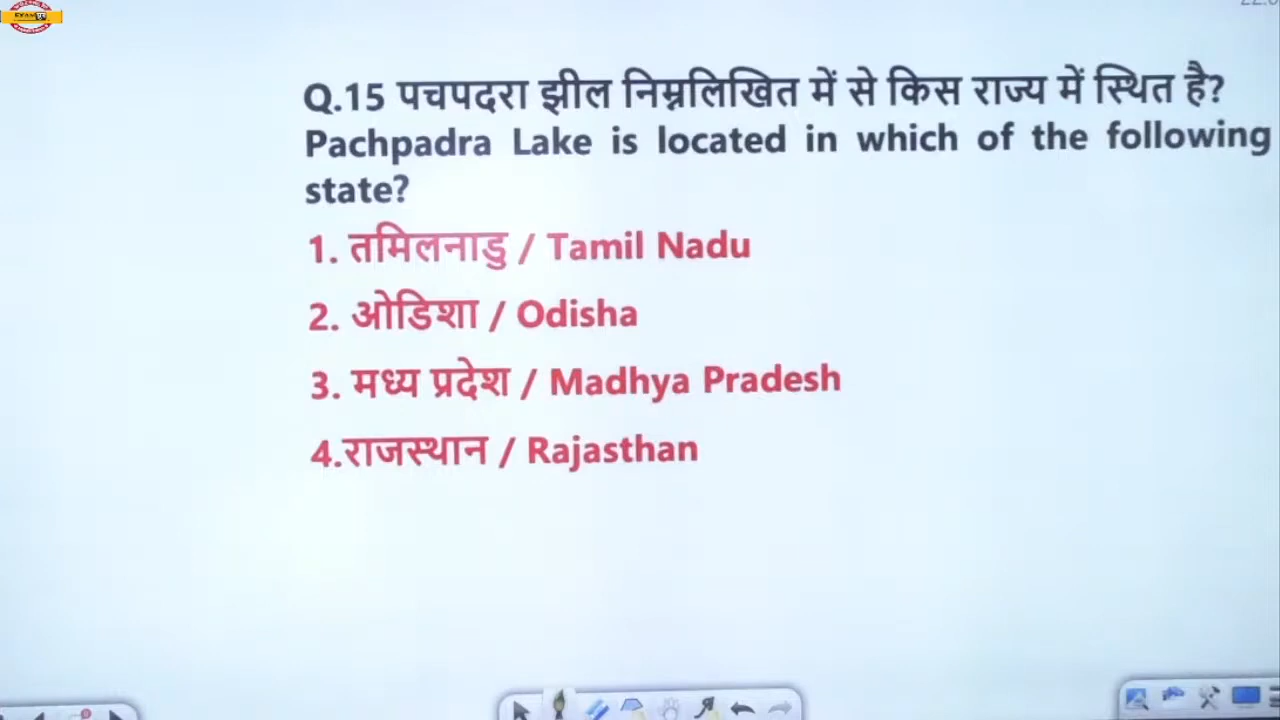 Q.15 पचपदरा झील निम्नलिखित में से किस राज्य में स्थित है?
Pachpadra Lake is located in which of the following
state?
1. तमिलनाडु / Tamil Nadu
2. ओडिशा / Odisha
3. मध्य प्रदेश / Madhya Pradesh
4.राजस्थान / Rajasthan